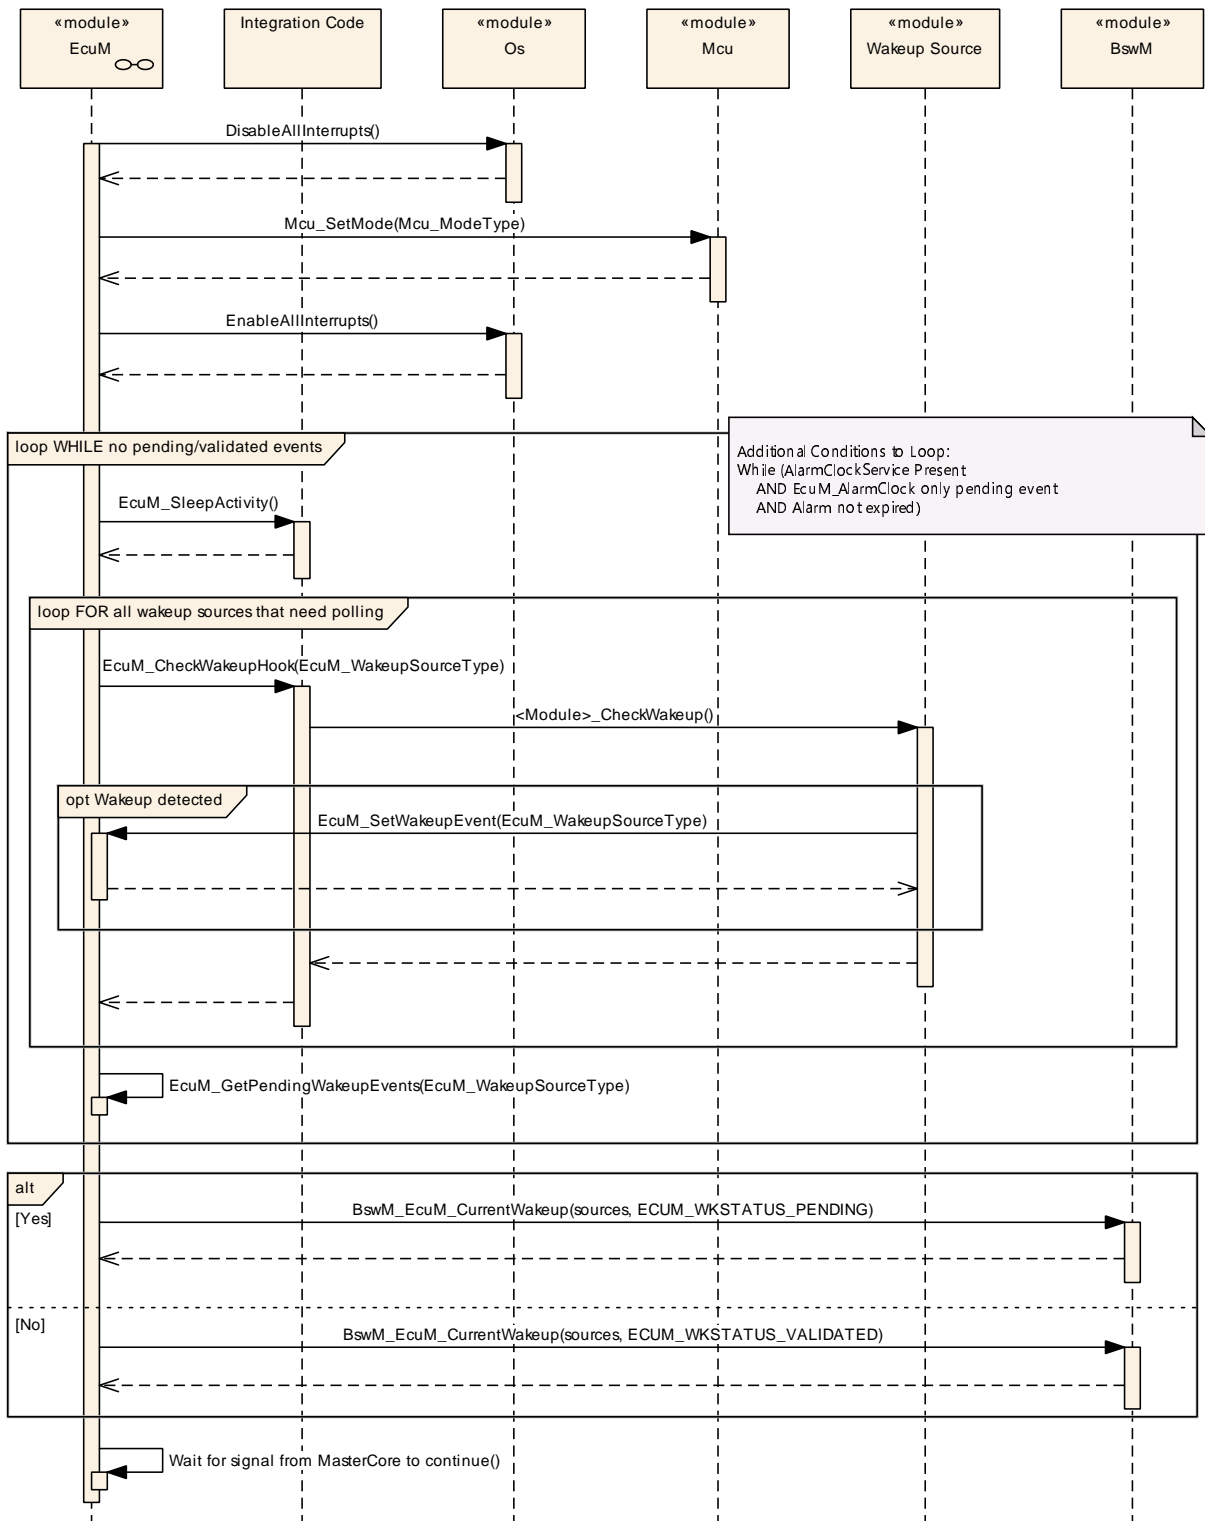 «module»
EcuM
Integration Code
«module»
Os
«module»
Mcu
«module»
Wakeup Source
«module»
BswM
DisableAllInterrupts()
Mcu_SetMode(Mcu_ModeType)
EnableAllInterrupts()
loop WHILE no pending/validated events
Additional Conditions to Loop:
While (AlarmClockService Present
AND EcuM_AlarmClock only pending event
AND Alarm not expired)
EcuM_SleepActivity()
loop FOR all wakeup sources that need polling
EcuM_CheckWakeupHook(EcuM_WakeupSourceType)
<Module>_CheckWakeup()
opt Wakeup detected
EcuM_SetWakeupEvent(EcuM_WakeupSourceType)
EcuM_GetPendingWakeupEvents(EcuM_WakeupSourceType)
alt
[Yes]
BswM_EcuM_CurrentWakeup(sources, ECUM_WKSTATUS_PENDING)
[No]
BswM_EcuM_CurrentWakeup(sources, ECUM_WKSTATUS_VALIDATED)
Wait for signal from MasterCore to continue()